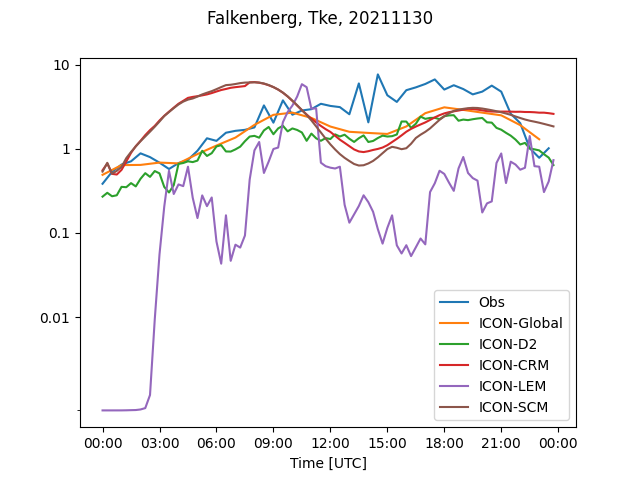 Falkenberg, Tke, 20211130
10
1
0.1
0.01
Obs
ICON-Global
ICON-D2
ICON-CRM
ICON-LEM
ICON-SCM
00:00 03:00 06:00 09:00 12:00 15:00 18:00 21:00 00:00
Time [UTC]